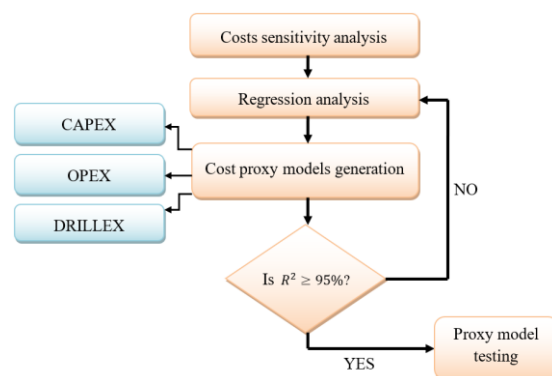 Costs sensitivity analysis
Regression analysis
CAPEX
Cost proxy models generation
OPEX
NO
DRILLEX
Is R² ≥ 95%?
Proxy model
testing
YES